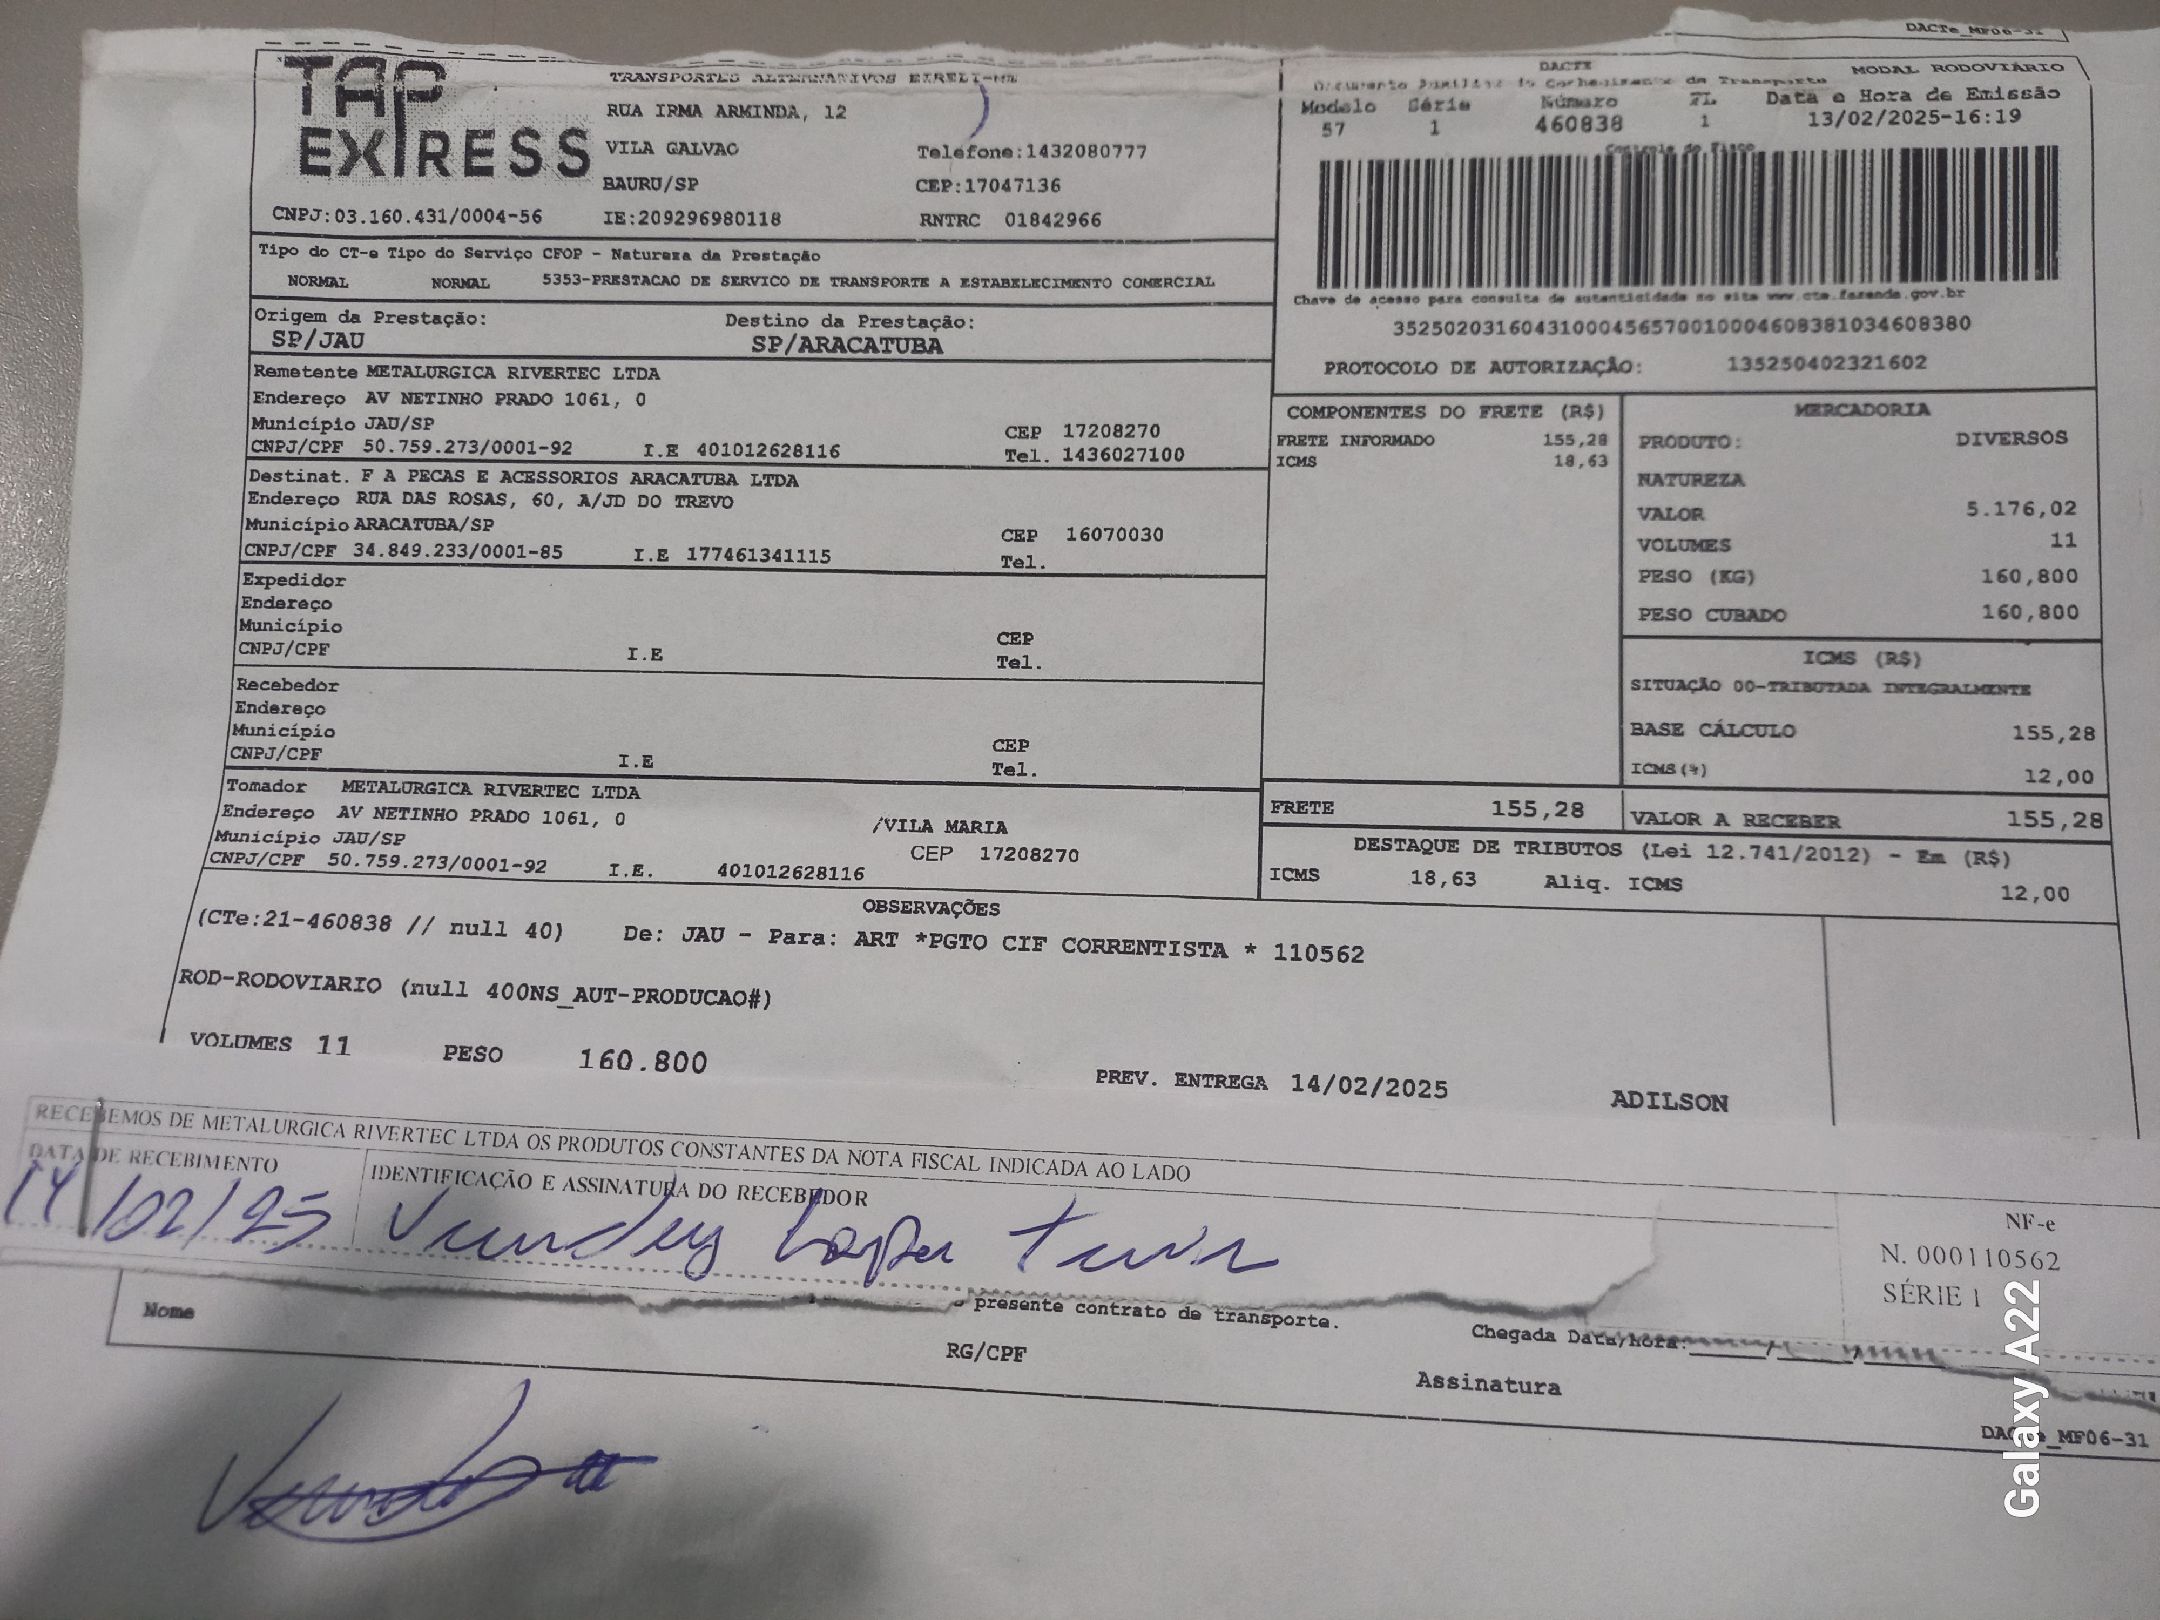 DACTe_MF06-31
TAP EXPRESS
TRANSPORTES ALTERNATIVOS EIRELI-ME
RUA IRMA ARMINDA, 12
VILA GALVAO Telefone:1432080777
BAURU/SP CEP:17047136
CNPJ:03.160.431/0004-56 IE:209296980118 RNTRC 01842966
DACTE MODAL RODOVIÁRIO
Documento Auxiliar do Conhecimento de Transporte
Modelo Série Número FL Data e Hora de Emissão
57 1 460838 1 13/02/2025-16:19
Controle do Fisco
Chave de acesso para consulta de autenticidade no site www.cte.fazenda.gov.br
35250203160431000456570010004608381034608380
PROTOCOLO DE AUTORIZAÇÃO: 135250402321602
Tipo do CT-e Tipo do Serviço CFOP - Natureza da Prestação
NORMAL NORMAL 5353-PRESTACAO DE SERVICO DE TRANSPORTE A ESTABELECIMENTO COMERCIAL
Origem da Prestação: Destino da Prestação:
SP/JAU SP/ARACATUBA
Remetente METALURGICA RIVERTEC LTDA
Endereço AV NETINHO PRADO 1061, 0
Município JAU/SP CEP 17208270
CNPJ/CPF 50.759.273/0001-92 I.E 401012628116 Tel. 1436027100
Destinat. F A PECAS E ACESSORIOS ARACATUBA LTDA
Endereço RUA DAS ROSAS, 60, A/JD DO TREVO
Município ARACATUBA/SP CEP 16070030
CNPJ/CPF 34.849.233/0001-85 I.E 177461341115 Tel.
Expedidor
Endereço
Município CEP
CNPJ/CPF I.E Tel.
Recebedor
Endereço
Município CEP
CNPJ/CPF I.E Tel.
Tomador METALURGICA RIVERTEC LTDA
Endereço AV NETINHO PRADO 1061, 0 /VILA MARIA
Município JAU/SP CEP 17208270
CNPJ/CPF 50.759.273/0001-92 I.E. 401012628116
COMPONENTES DO FRETE (R$)
FRETE INFORMADO 155,28
ICMS 18,63
MERCADORIA
PRODUTO: DIVERSOS
NATUREZA
VALOR 5.176,02
VOLUMES 11
PESO (KG) 160,800
PESO CUBADO 160,800
ICMS (R$)
SITUAÇÃO 00-TRIBUTADA INTEGRALMENTE
BASE CÁLCULO 155,28
ICMS(%) 12,00
FRETE 155,28 VALOR A RECEBER 155,28
DESTAQUE DE TRIBUTOS (Lei 12.741/2012) - Em (R$)
ICMS 18,63 Aliq. ICMS 12,00
OBSERVAÇÕES
(CTe:21-460838 // null 40) De: JAU - Para: ART *PGTO CIF CORRENTISTA * 110562
ROD-RODOVIARIO (null 400NS_AUT-PRODUCAO#)
VOLUMES 11 PESO 160.800 PREV. ENTREGA 14/02/2025 ADILSON
RECEBEMOS DE METALURGICA RIVERTEC LTDA OS PRODUTOS CONSTANTES DA NOTA FISCAL INDICADA AO LADO
DATA DE RECEBIMENTO IDENTIFICAÇÃO E ASSINATURA DO RECEBEDOR
14/02/25
NF-e
N. 000110562
SÉRIE 1
presente contrato de transporte.
Nome RG/CPF Chegada Data/hora: / /
Assinatura
DACTe_MF06-31
Galaxy A22